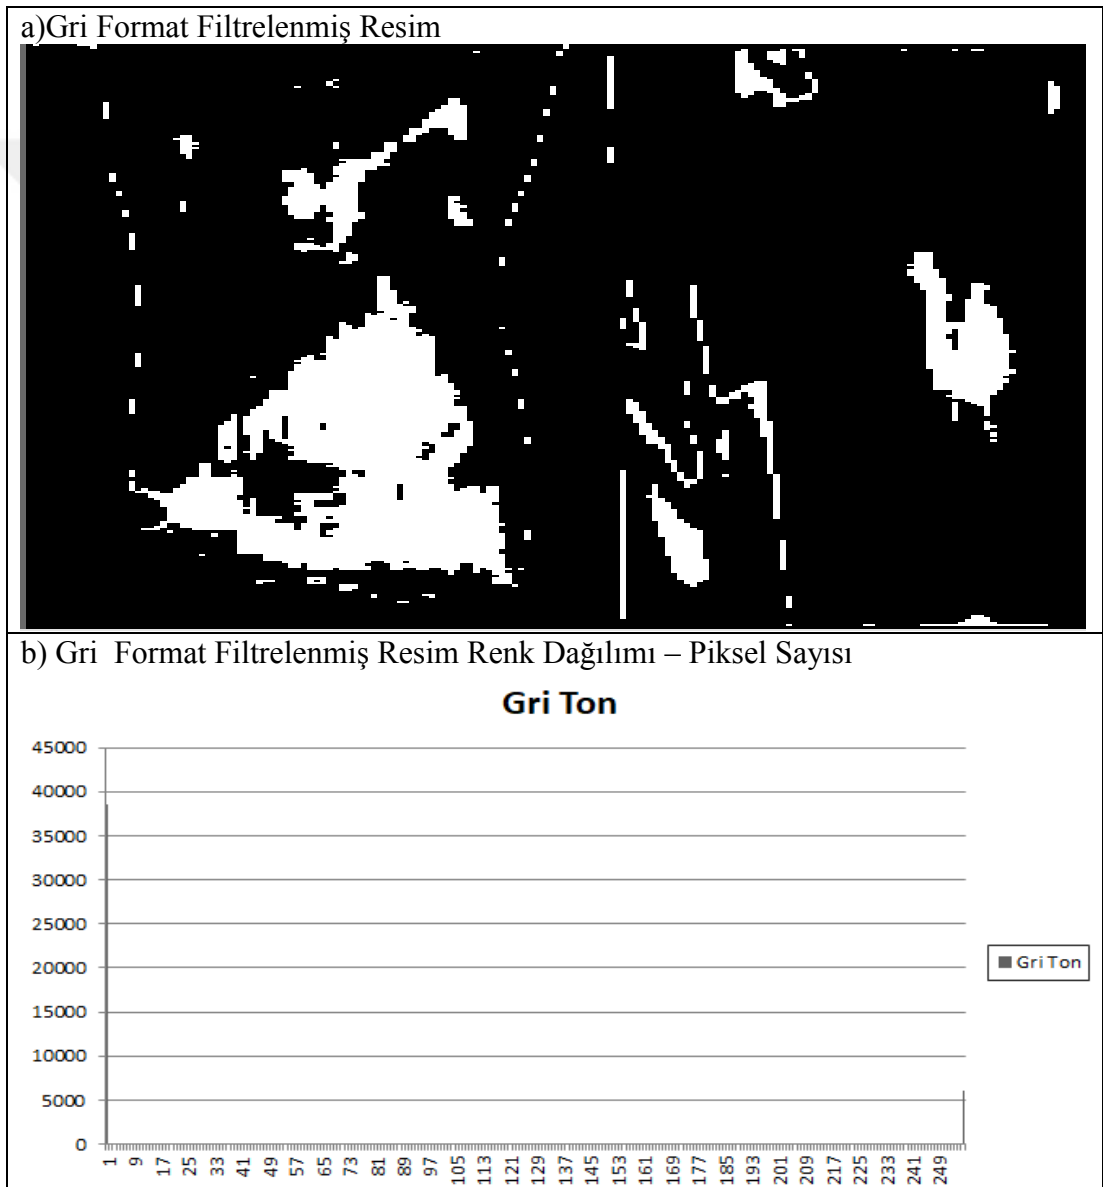 a)Gri Format Filtrelenmiş Resim
b) Gri  Format Filtrelenmiş Resim Renk Dağılımı – Piksel Sayısı
Gri Ton
45000
40000
35000
30000
25000
20000
15000
10000
5000
0
Gri Ton
1 9 17 25 33 41 49 57 65 73 81 89 97 105 113 121 129 137 145 153 161 169 177 185 193 201 209 217 225 233 241 249